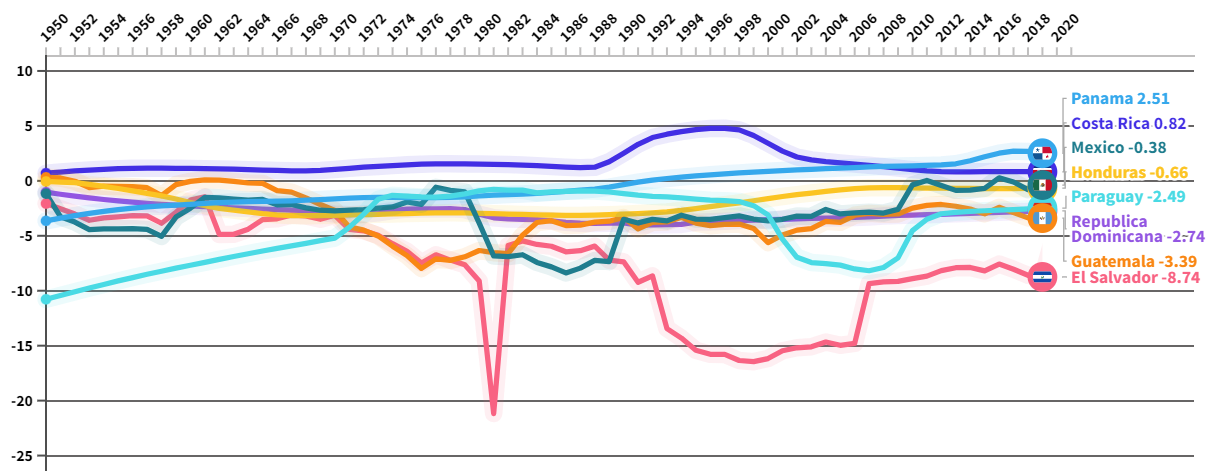 1950 1952 1954 1956 1958 1960 1962 1964 1966 1968 1970 1972 1974 1976 1978 1980 1982 1984 1986 1988 1990 1992 1994 1996 1998 2000 2002 2004 2006 2008 2010 2012 2014 2016 2018 2020
10
5
0
-5
-10
-15
-20
-25
Panama 2.51
Costa Rica 0.82
Mexico -0.38
Honduras -0.66
Paraguay -2.49
Republica
Dominicana -2.74
Guatemala -3.39
El Salvador -8.74